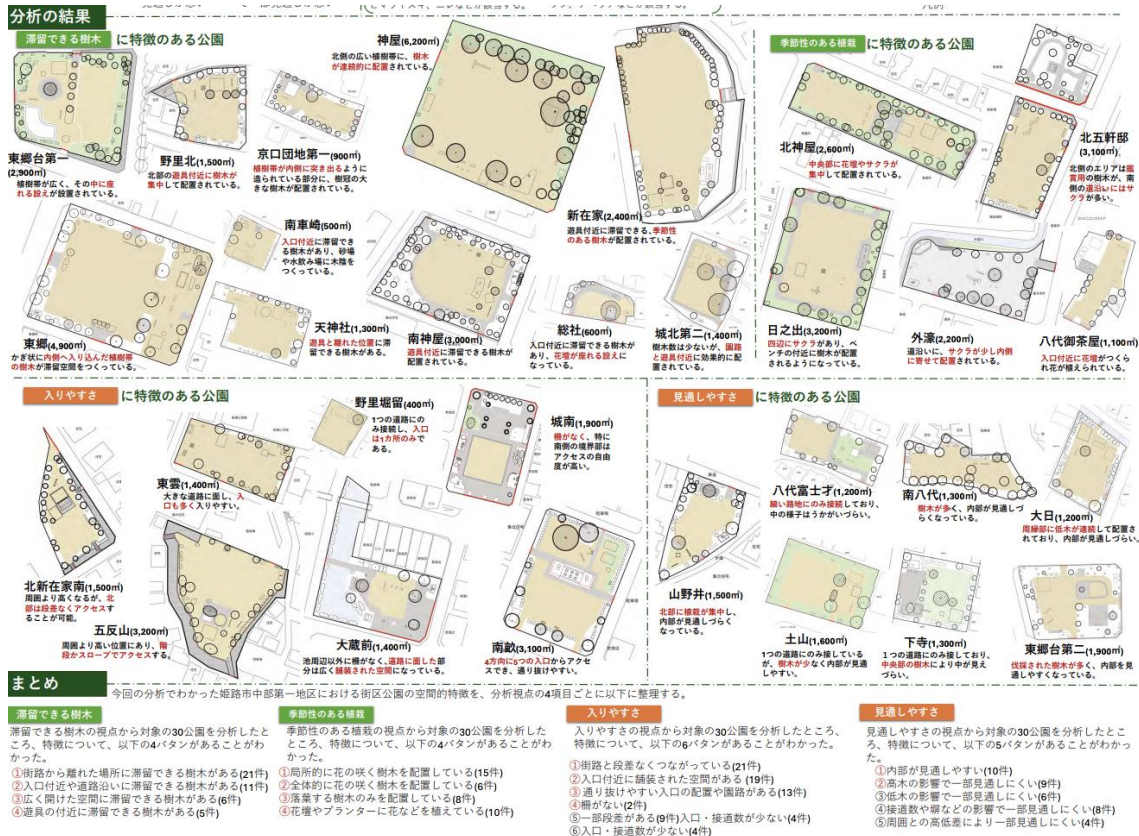 分析の結果
滞留できる樹木 に特徴のある公園
東郷台第一
(2,900㎡)
植樹帯が広く、その中に座
れる設えが設置されている。
野里北(1,500㎡)
北部の遊具付近に樹木が
集中して配置されている。
京口団地第一(900㎡)
植樹帯が内側に突き出るように
造られている部分に、樹冠の大
きな樹木が配置されている。
神屋(6,200㎡)
北側の広い植樹帯に、樹木
が連続的に配置されている。
新在家(2,400㎡)
遊具付近に滞留できる、季節性
のある樹木が配置されている。
東郷(4,900㎡)
かぎ状に内側へ入り込んだ植樹帯
の樹木が滞留空間をつくっている。
南車崎(500㎡)
入口付近に滞留でき
る樹木があり、砂場
や水飲み場に木陰を
つくっている。
天神社(1,300㎡)
遊具と離れた位置に滞
留できる樹木がある。
南神屋(3,000㎡)
遊具付近に滞留できる樹木が
配置されている。
総社(600㎡)
入口付近に滞留できる樹木
があり、花壇が座れる設えに
なっている。
城北第二(1,400㎡)
樹木数は少ないが、園路
と遊具付近に効果的に配
置されている。
季節性のある植栽 に特徴のある公園
北神屋(2,600㎡)
中央部に花壇やサクラが
集中して配置されている。
北五軒邸
(3,100㎡)
北側のエリアは鑑
賞用の樹木が、南
側の道沿いにはサ
クラが多い。
日之出(3,200㎡)
四辺にサクラがあり、ベ
ンチの付近に樹木が配置
されるようになっている。
外濠(2,200㎡)
道沿いに、サクラが少し内側
に寄せて配置されている。
八代御茶屋(1,100㎡)
入口付近に花壇がつくら
れ花が植えられている。
入りやすさ に特徴のある公園
北新在家南(1,500㎡)
周囲より高くなるが、北
部は段差なくアクセスす
ることが可能。
東雲(1,400㎡)
大きな道路に面し、入
口も多く入りやすい。
五反山(3,200㎡)
周囲より高い位置にあり、階
段かスロープでアクセスする。
野里堀留(400㎡)
1つの道路にの
み接続し、入口
は1カ所のみで
ある。
大蔵前(1,400㎡)
池周辺以外に柵がなく、道路に面した部
分は広く舗装された空間になっている。
城南(1,900㎡)
柵がなく、特に
南側の境界部は
アクセスの自由
度が高い。
南畝(3,100㎡)
4方向に5つの入口からアクセ
スでき、通り抜けやすい。
見通しやすさ に特徴のある公園
山野井(1,500㎡)
北部に植栽が集中し、
内部が見通しづらく
なっている。
八代富士才(1,200㎡)
細い路地にのみ接続しており、
中の様子はうかがいづらい。
南八代(1,300㎡)
樹木が多く、内部が見通しづ
らくなっている。
大日(1,200㎡)
周縁部に低木が連続して配置さ
れており、内部が見通しづらい。
土山(1,600㎡)
1つの道路にのみ接している
が、樹木が少なく内部が見通
しやすい。
下寺(1,300㎡)
1つの道路にのみ接しており、
中央部の樹木により中が見え
づらい。
東郷台第二(1,900㎡)
伐採された樹木が多く、内部を見
通しやすくなっている。
まとめ
今回の分析でわかった姫路市中部第一地区における街区公園の空間的特徴を、分析視点の4項目ごとに以下に整理する。
滞留できる樹木
滞留できる樹木の視点から対象の30公園を分析したと
ころ、特徴について、以下の4パタンがあることがわ
かった。
①街路から離れた場所に滞留できる樹木がある(21件)
②入口付近や道路沿いに滞留できる樹木がある(11件)
③広く開けた空間に滞留できる樹木がある(6件)
④遊具の付近に滞留できる樹木がある(5件)
季節性のある植栽
季節性のある植栽の視点から対象の30公園を分析した
ところ、特徴について、以下の4パタンがあることが
わかった。
①局所的に花の咲く樹木を配置している(15件)
②全体的に花の咲く樹木を配置している(6件)
③落葉する樹木のみを配置している(8件)
④花壇やプランターに花などを植えている(10件)
入りやすさ
入りやすさの視点から対象の30公園を分析したところ、
特徴について、以下の6パタンがあることがわかった。
①街路と段差なくつながっている(21件)
②入口付近に舗装された空間がある(19件)
③通り抜けやすい入口の配置や園路がある(13件)
④柵がない(2件)
⑤一部段差がある(9件)入口・接道数が少ない(4件)
⑥入口・接道数が少ない(4件)
見通しやすさ
見通しやすさの視点から対象の30公園を分析したとこ
ろ、特徴について、以下の5パタンがあることがわかっ
た。
①内部が見通しやすい(10件)
②高木の影響で一部見通しにくい(9件)
③低木の影響で一部見通しにくい(6件)
④接道数や塀などの影響で一部見通しにくい(8件)
⑤周囲との高低差により一部見通しにくい(4件)